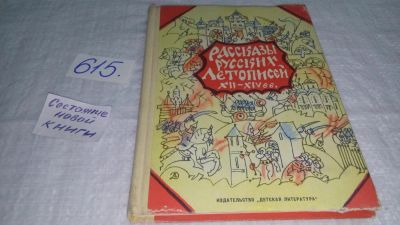 615.
Состояние
новой
книги
РАССКАЗЫ
РУССКИХ
ЛЕТОПИСЕЙ
XII–XIV вв.
ИЗДАТЕЛЬСТВО „ДЕТСКАЯ ЛИТЕРАТУРА"